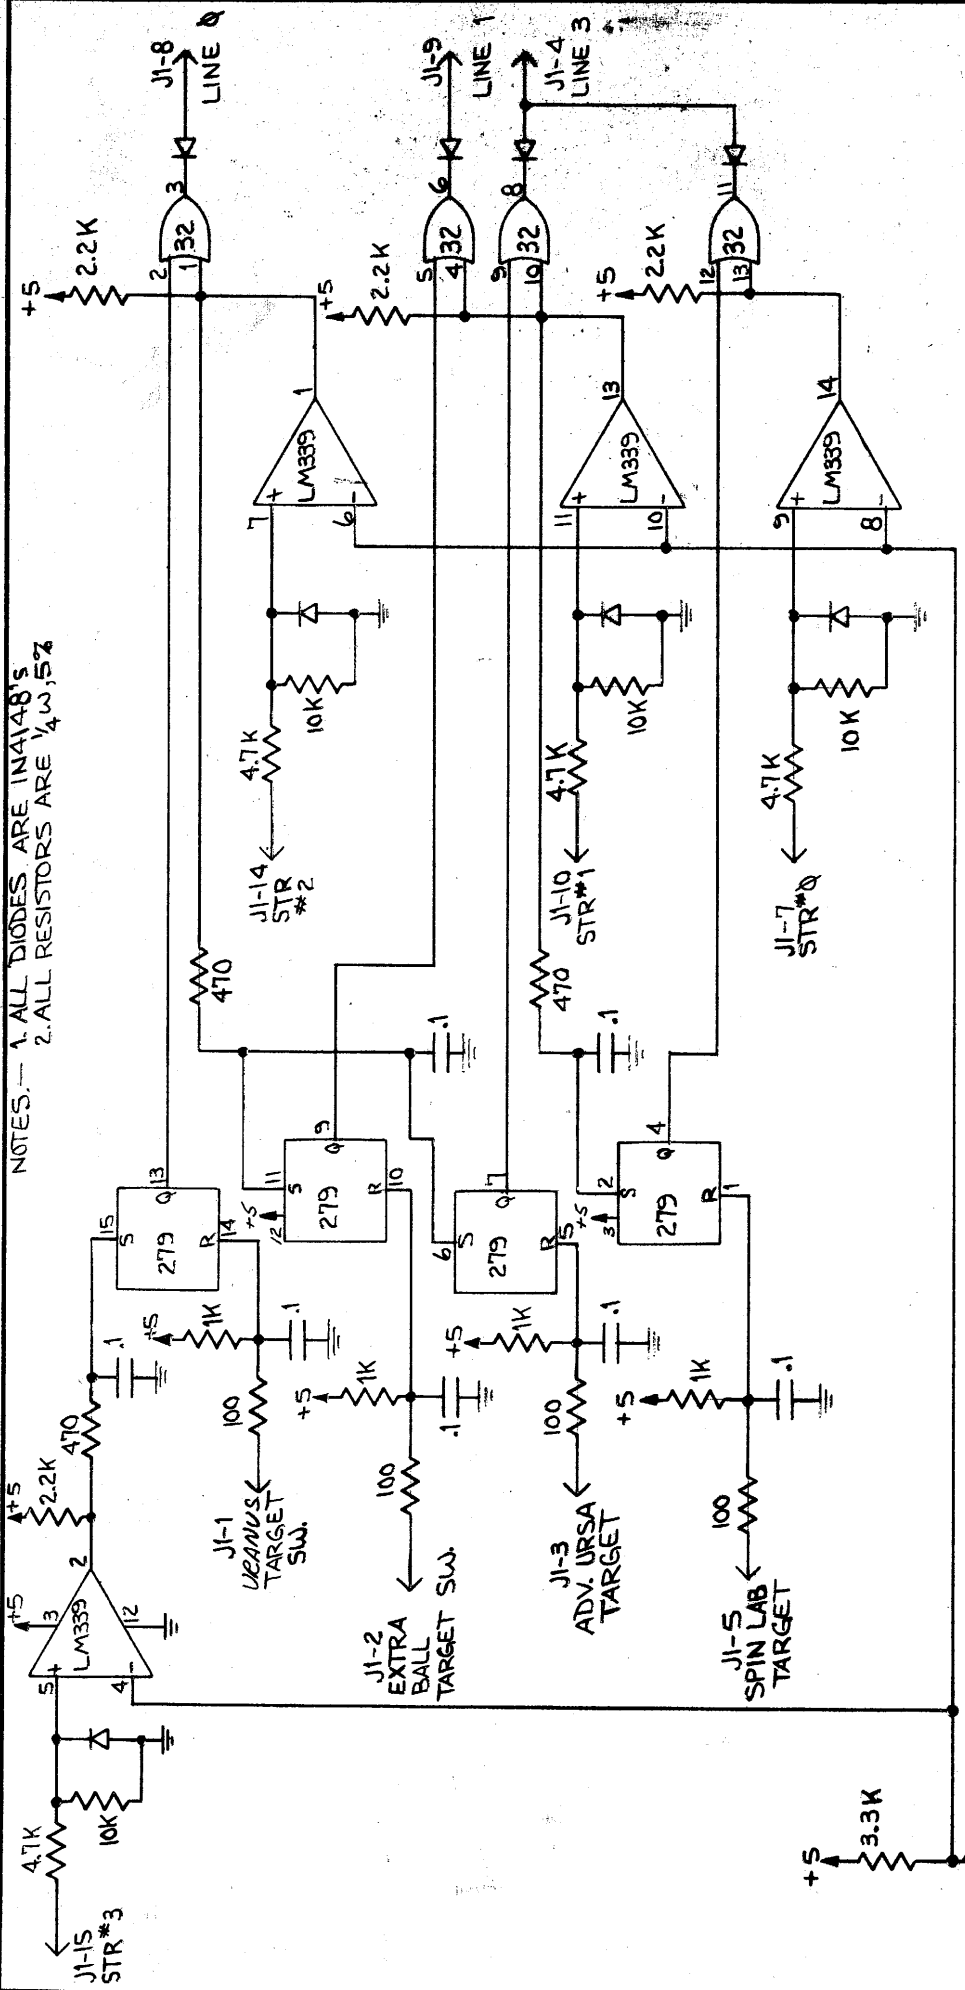 NOTES.— 1. ALL DIODES ARE IN4148's
2. ALL RESISTORS ARE ¼ W, 5%
J1-15
STR #3
4.7K
10K
5
4
+
-
LM339
+5
3
12
2
+5
2.2K
470
.1
15
S
Q
13
279
R
14
J1-1
URANUS
TARGET
SW.
100
+5
1K
.1
11
S
Q
9
+5
12
279
R
10
J1-2
EXTRA
BALL
TARGET SW.
100
+5
1K
.1
470
.1
6
S
Q
7
279
R
5
J1-3
ADV. URSA
TARGET
100
+5
1K
.1
2
S
Q
4
+5
3
279
R
1
J1-5
SPIN LAB
TARGET
100
+5
1K
.1
470
.1
J1-14
STR
#2
4.7K
10K
7
6
+
-
LM339
1
+5
2.2K
2
1
32
3
J1-8
LINE Ø
J1-10
STR#1
4.7K
10K
11
10
+
-
LM339
13
+5
2.2K
5
4
32
6
J1-9
LINE 1
9
10
32
8
J1-4
LINE 3
J1-7
STR#Ø
4.7K
10K
9
8
+
-
LM339
14
+5
2.2K
12
13
32
11
+5
3.3K